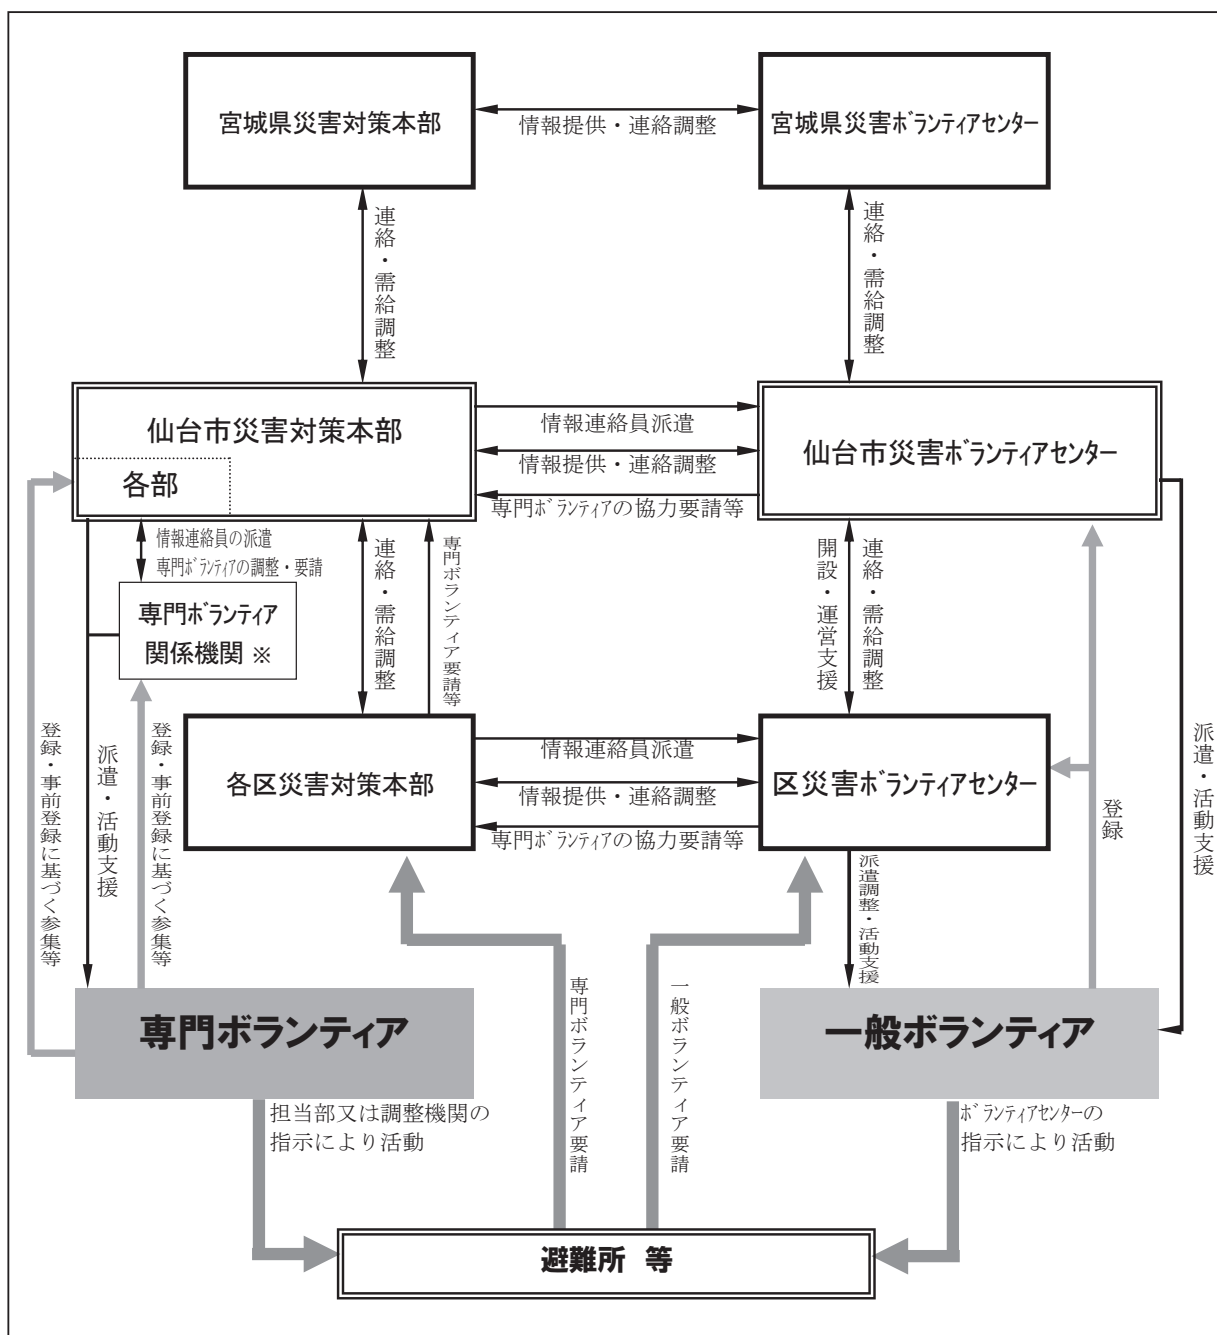 宮城県災害対策本部
情報提供・連絡調整
宮城県災害ボランティアセンター
連絡・需給調整
連絡・需給調整
仙台市災害対策本部
各部
情報連絡員派遣
情報提供・連絡調整
専門ボランティアの協力要請等
仙台市災害ボランティアセンター
情報連絡員の派遣
専門ボランティアの調整・要請
専門ボランティア
関係機関 ※
連絡・需給調整
専門ボランティア要請等
開設・運営支援
連絡・需給調整
各区災害対策本部
情報連絡員派遣
情報提供・連絡調整
専門ボランティアの協力要請等
区災害ボランティアセンター
登録・事前登録に基づく参集等
派遣・活動支援
登録・事前登録に基づく参集等
派遣調整・活動支援
登録
派遣・活動支援
専門ボランティア
専門ボランティア要請
一般ボランティア要請
一般ボランティア
担当部又は調整機関の
指示により活動
ボランティアセンターの
指示により活動
避難所 等